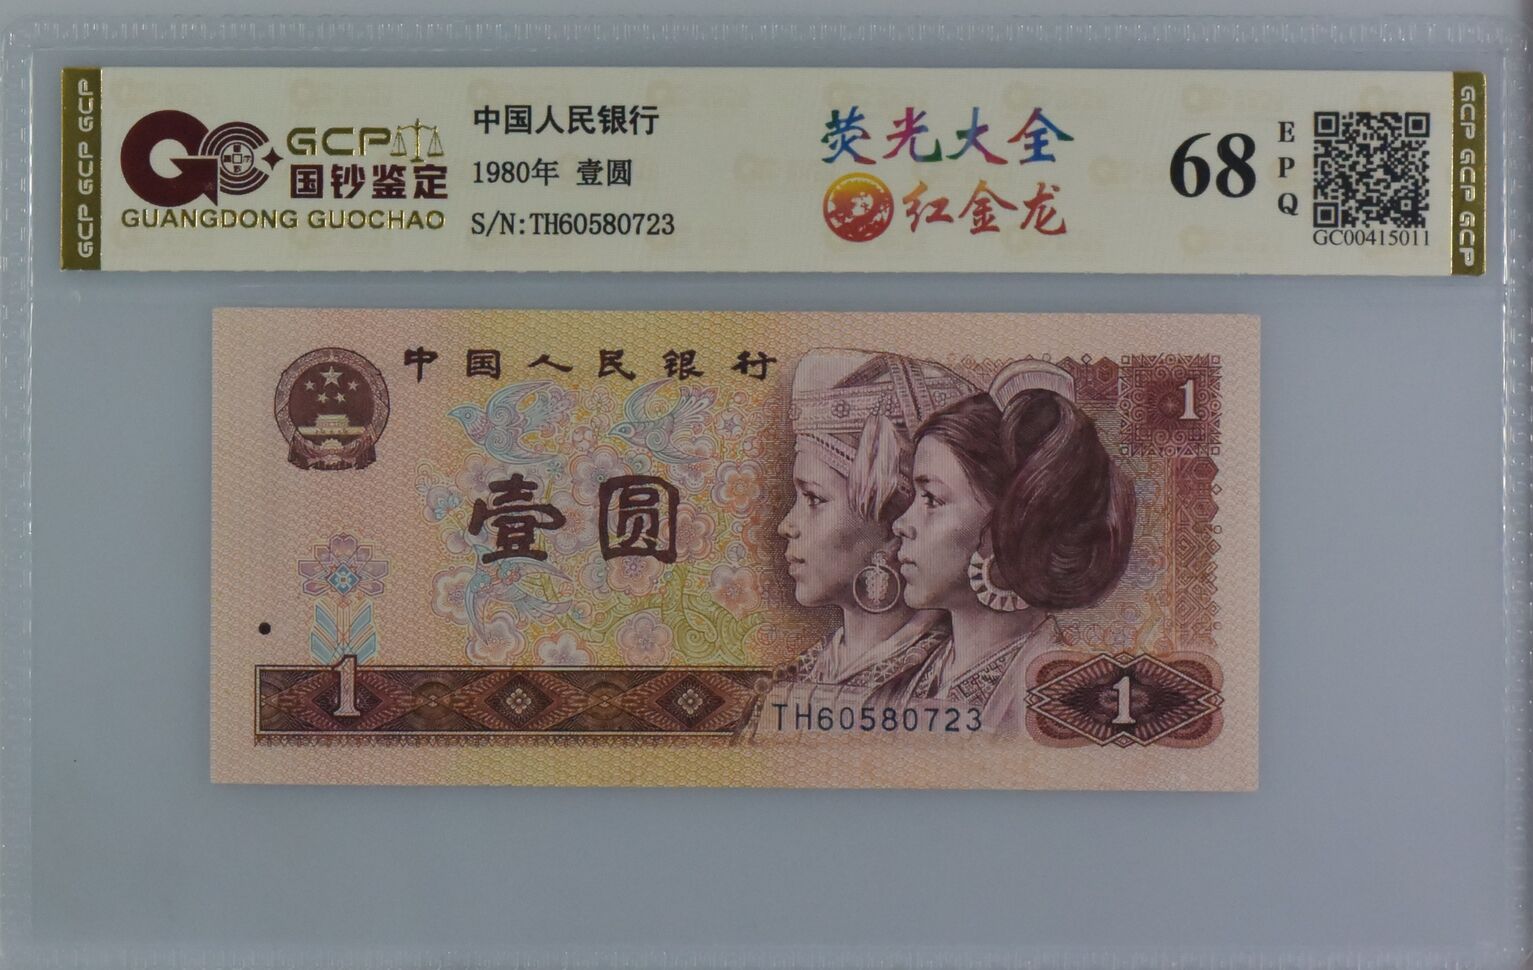 GCP GCP GCP
GCP
国钞鉴定
GUANGDONG GUOCHAO
中国人民银行
1980年 壹圆
S/N:TH60580723
荧光大全
红金龙
68
EPQ
GC00415011
GCP GCP GCP
中国人民银行
1
壹圆
1
TH60580723
1